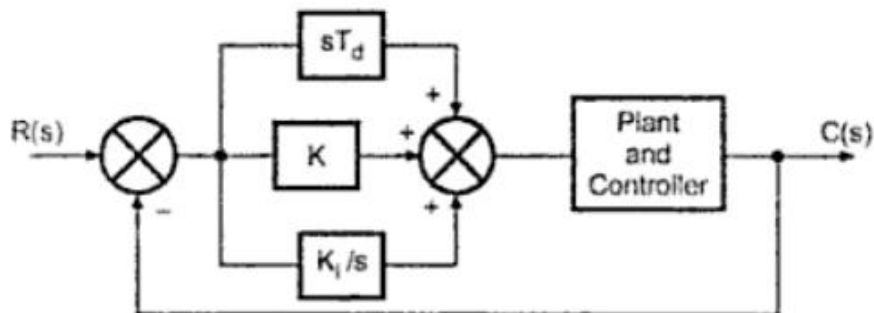 sT_d
+
R(s)
K
+
Plant
and
Controller
C(s)
−
+
K_i/s